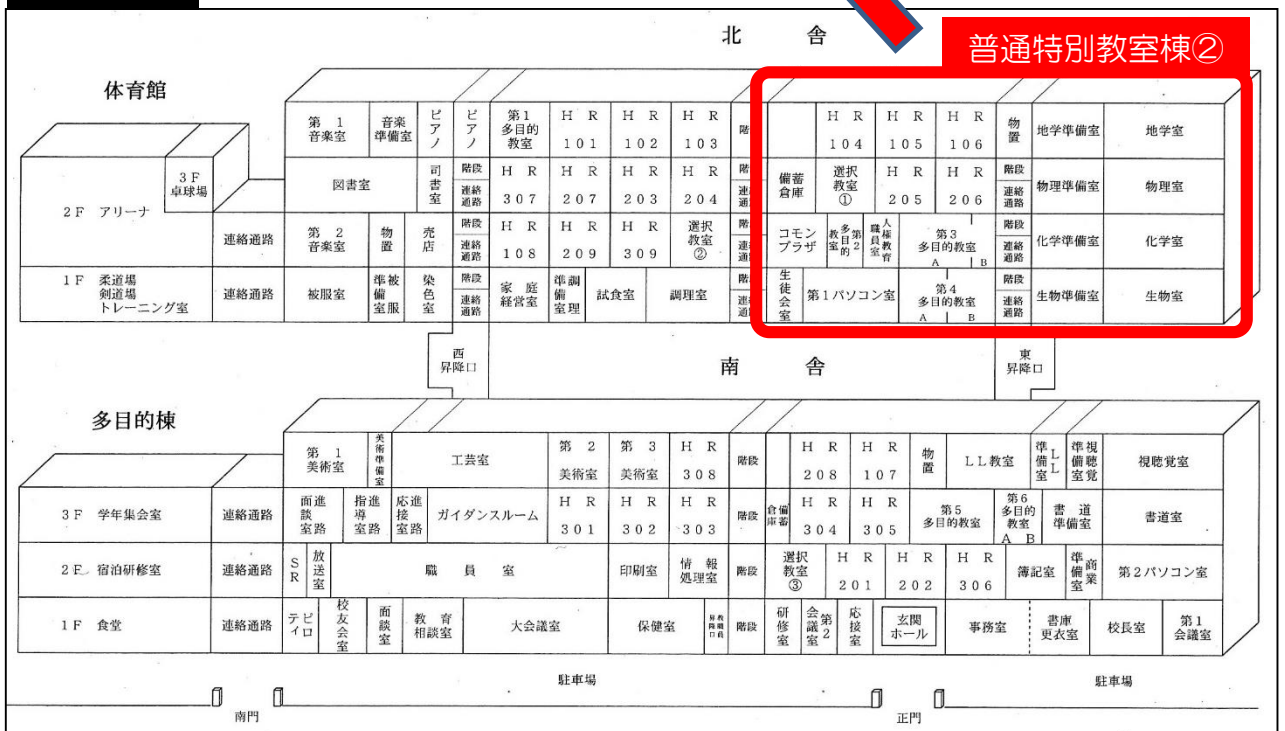 北 舎
普通特別教室棟②
体育館
第 1 音楽室
音楽準備室
ピアノ
ピアノ
第1多目的教室
HR 101
HR 102
HR 103
HR 104
HR 105
HR 106
物置
地学準備室
地学室
3F 卓球場
2F アリーナ
図書室
司書室
階段
連絡通路
HR 307
HR 207
HR 203
HR 204
備蓄倉庫
選択教室①
HR 205
HR 206
階段
連絡通路
物理準備室
物理室
連絡通路
第 2 音楽室
物置
売店
階段
連絡通路
HR 108
HR 209
HR 309
選択教室②
コモンプラザ
第2多目的教室
人権教育職員室
第3多目的教室
A B
階段
連絡通路
化学準備室
化学室
1F 柔道場
剣道場
トレーニング室
連絡通路
被服室
被服準備室
染色室
階段
連絡通路
家庭経営室
調理準備室
試食室
調理室
生徒会室
第1パソコン室
第4多目的教室
A B
階段
連絡通路
生物準備室
生物室
西昇降口
南 舎
東昇降口
多目的棟
第 1 美術室
美術準備室
工芸室
第 2 美術室
第 3 美術室
HR 308
階段
HR 208
HR 107
物置
LL教室
LL準備室
視聴覚準備室
視聴覚室
3F 学年集会室
連絡通路
進路面談室
進路指導室
進路応接室
ガイダンスルーム
HR 301
HR 302
HR 303
階段
備蓄倉庫
HR 304
HR 305
第5多目的教室
第6多目的教室
A B
書道準備室
書道室
2F 宿泊研修室
連絡通路
SR
放送室
職 員 室
印刷室
情報処理室
階段
選択教室③
HR 201
HR 202
HR 306
簿記室
商業準備室
第2パソコン室
1F 食堂
連絡通路
ピロティ
校友会室
面談室
教育相談室
大会議室
保健室
教職員昇降口
階段
研修室
第2会議室
応接室
玄関ホール
事務室
書庫
更衣室
校長室
第1会議室
駐車場
駐車場
南門
正門